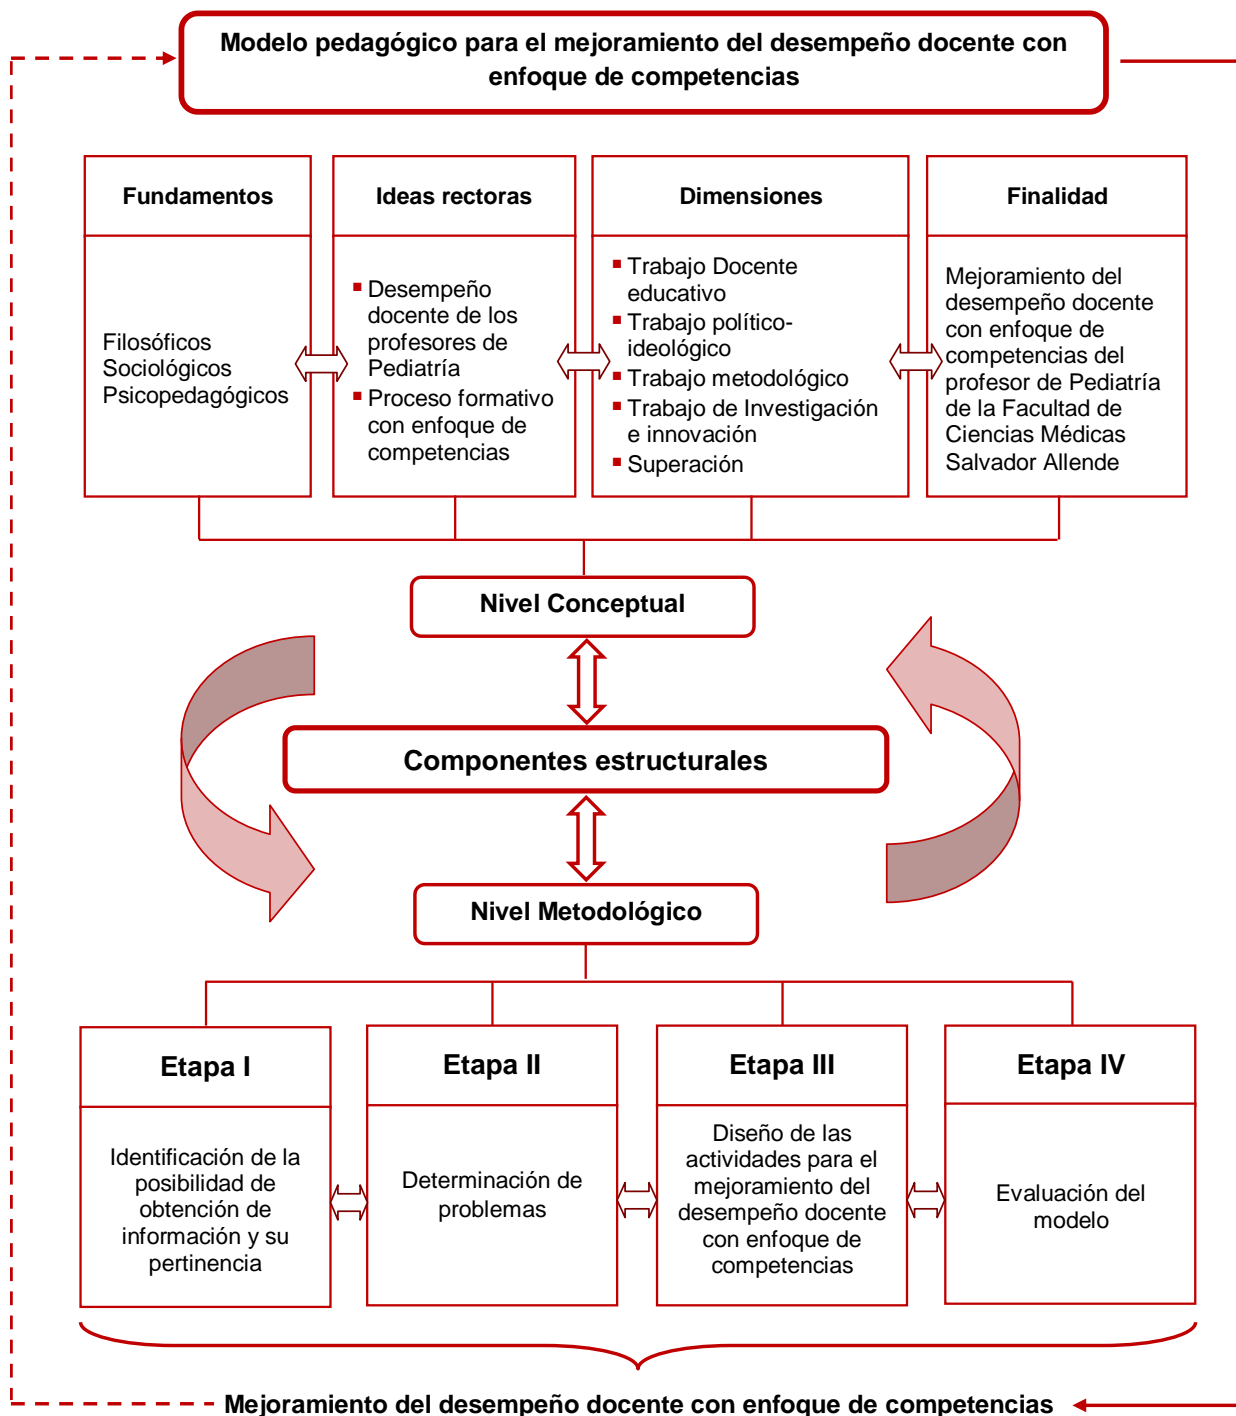 Modelo pedagógico para el mejoramiento del desempeño docente con
enfoque de competencias
Fundamentos
Filosóficos
Sociológicos
Psicopedagógicos
Ideas rectoras
Desempeño
docente de los
profesores de
Pediatría
Proceso formativo
con enfoque de
competencias
Dimensiones
Trabajo Docente
educativo
Trabajo político-
ideológico
Trabajo metodológico
Trabajo de Investigación
e innovación
Superación
Finalidad
Mejoramiento del
desempeño docente
con enfoque de
competencias del
profesor de Pediatría
de la Facultad de
Ciencias Médicas
Salvador Allende
Nivel Conceptual
Componentes estructurales
Nivel Metodológico
Etapa I
Identificación de la
posibilidad de
obtención de
información y su
pertinencia
Etapa II
Determinación de
problemas
Etapa III
Diseño de las
actividades para el
mejoramiento del
desempeño docente
con enfoque de
competencias
Etapa IV
Evaluación del
modelo
Mejoramiento del desempeño docente con enfoque de competencias